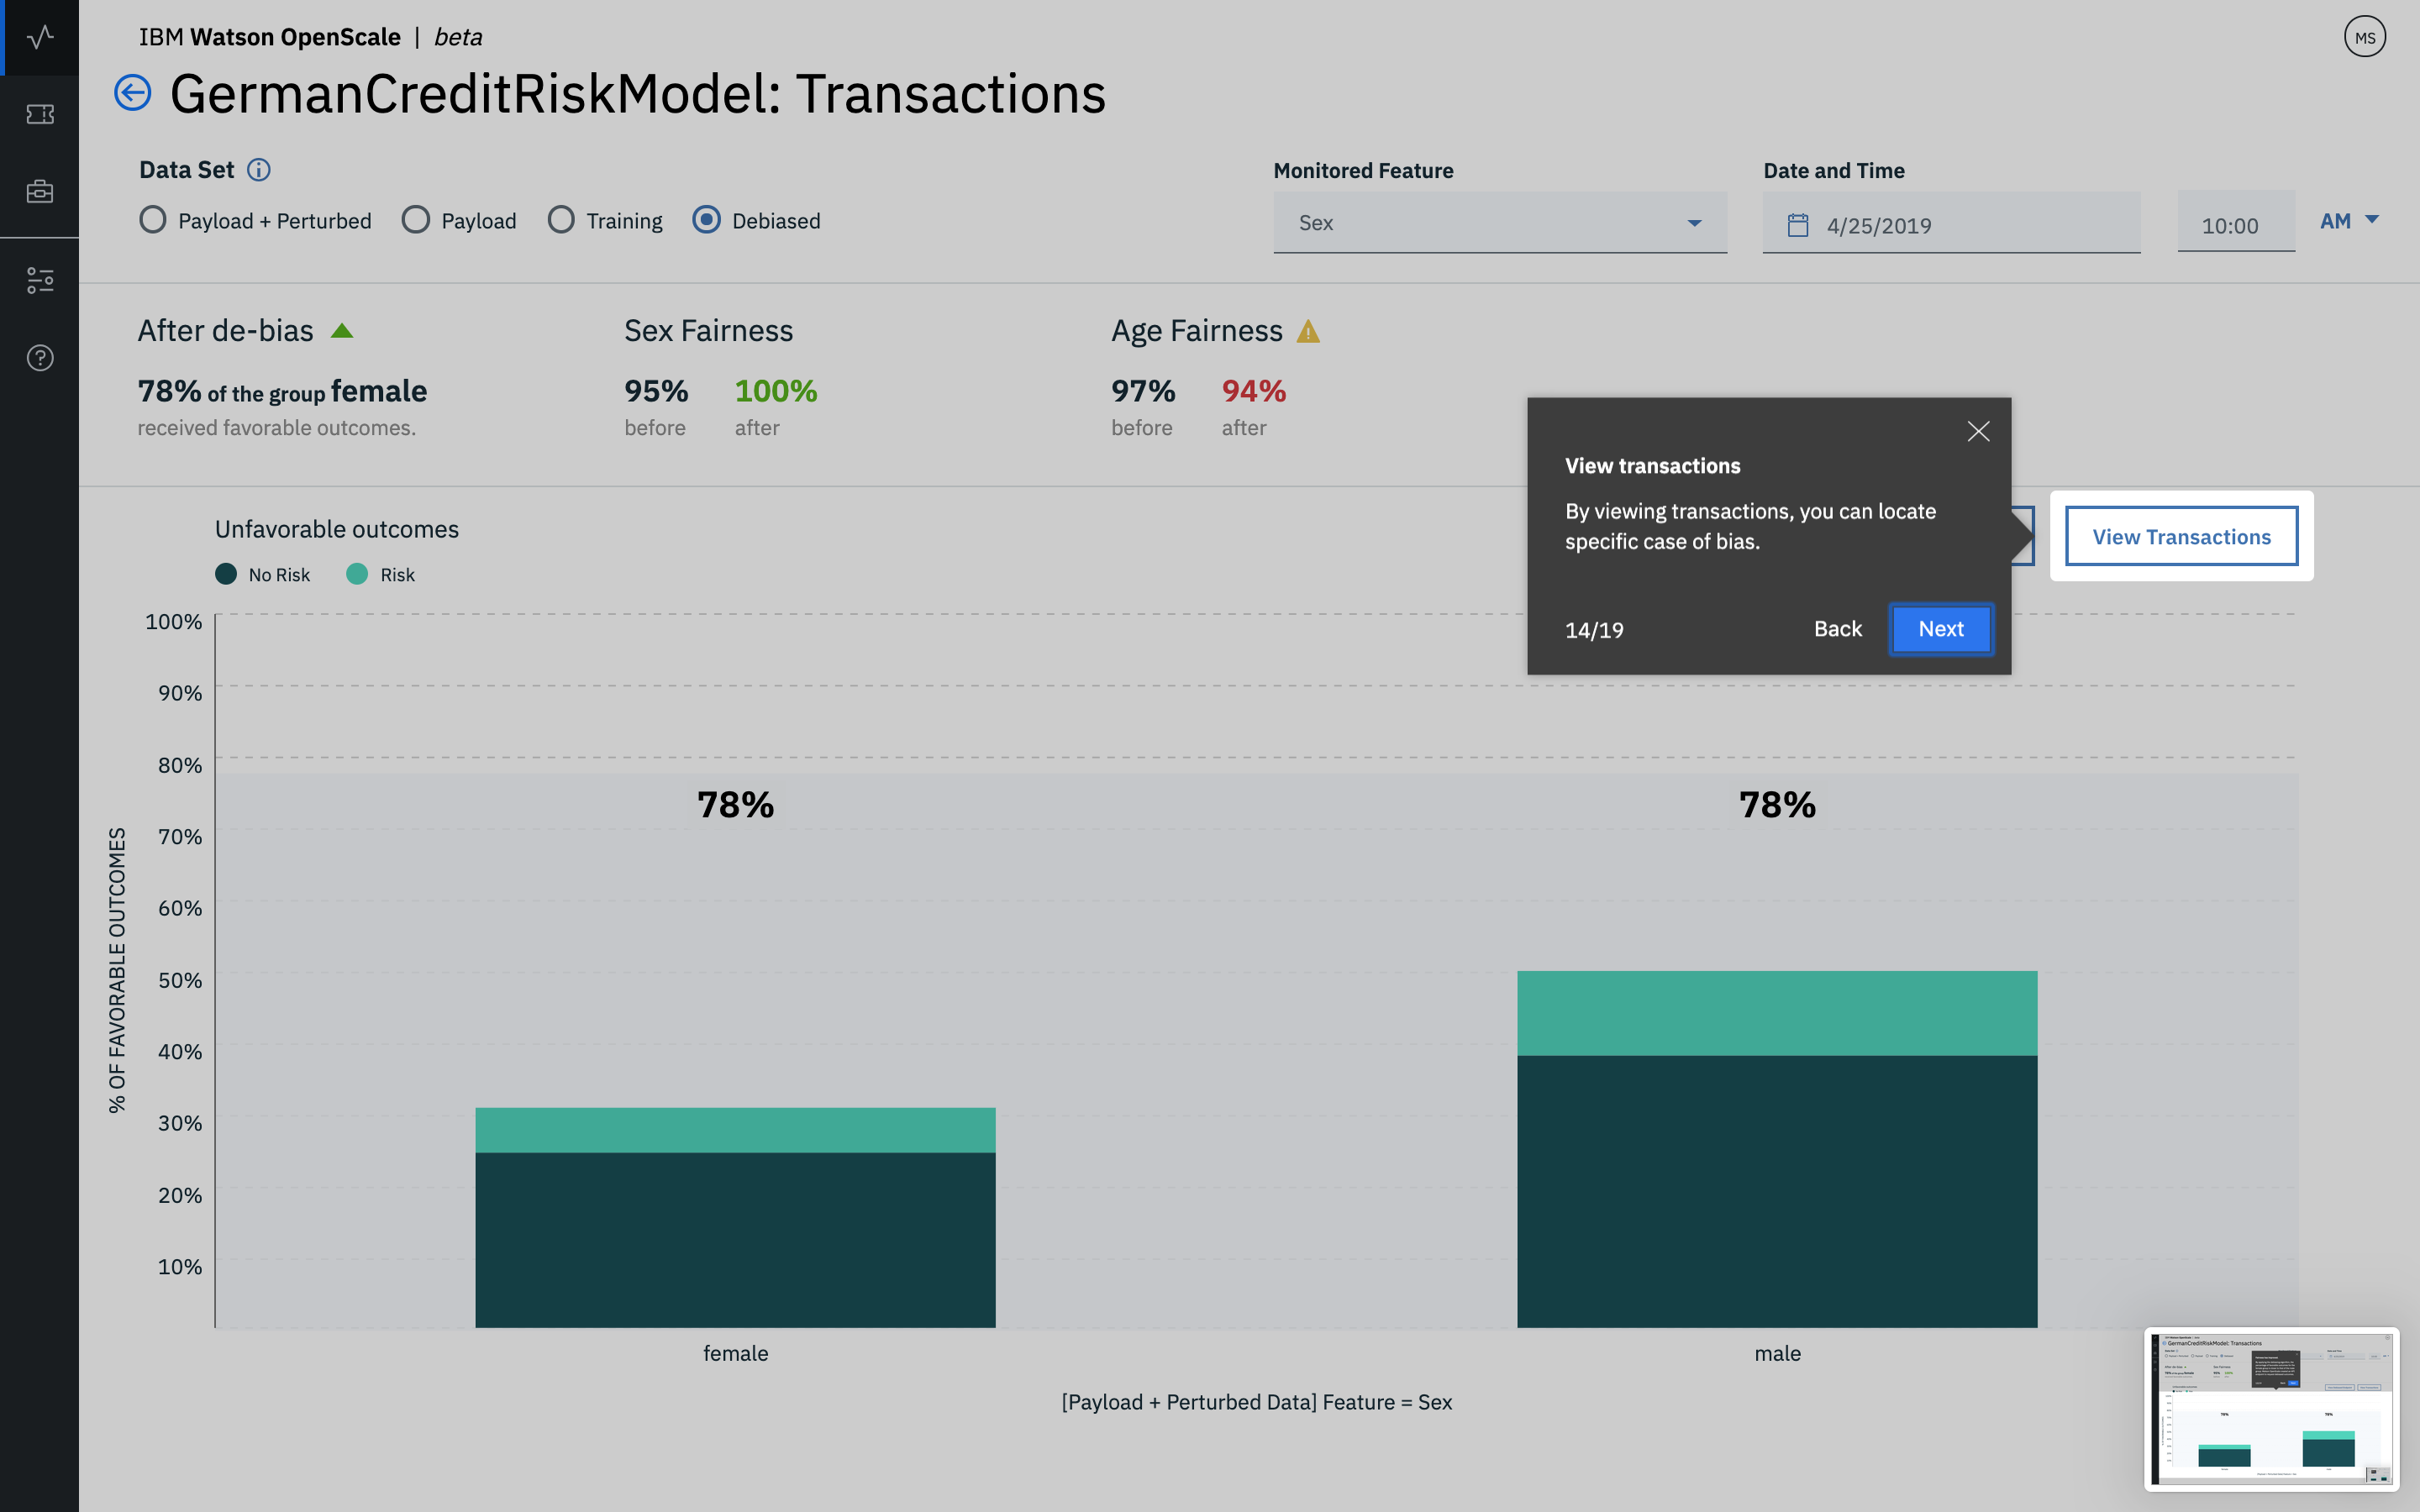 IBM Watson OpenScale | beta
MS
GermanCreditRiskModel: Transactions
Data Set
Payload + Perturbed
Payload
Training
Debiased
Monitored Feature
Sex
Date and Time
4/25/2019
10:00
AM
After de-bias
78% of the group female
received favorable outcomes.
Sex Fairness
95%
before
100%
after
Age Fairness
97%
before
94%
after
View transactions
By viewing transactions, you can locate
specific case of bias.
14/19
Back
Next
View Transactions
Unfavorable outcomes
No Risk
Risk
% OF FAVORABLE OUTCOMES
100%
90%
80%
70%
60%
50%
40%
30%
20%
10%
78%
78%
female
male
[Payload + Perturbed Data] Feature = Sex
GermanCreditRiskModel: Transactions